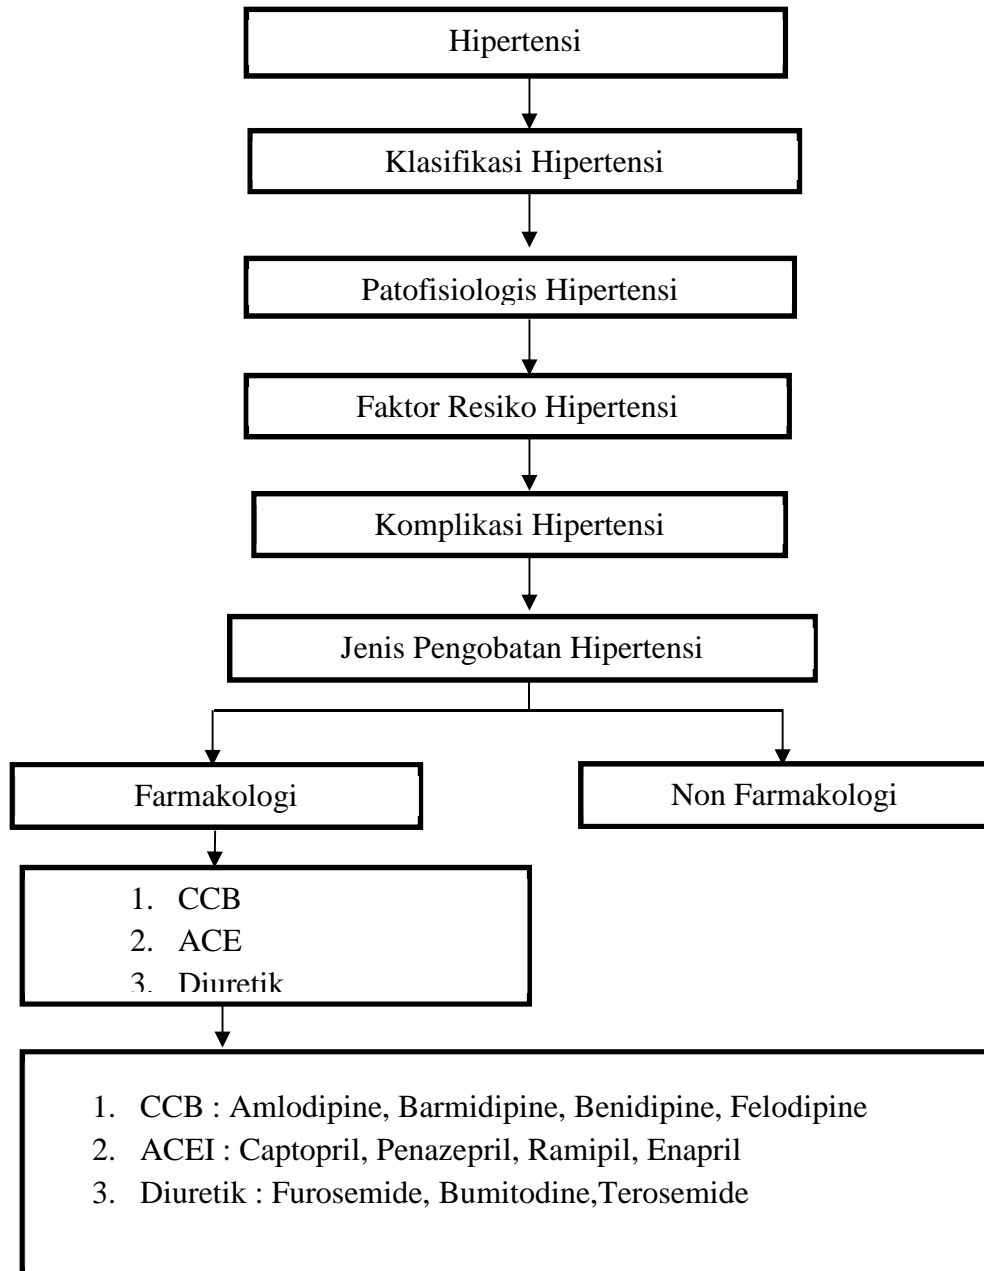 Hipertensi
Klasifikasi Hipertensi
Patofisiologis Hipertensi
Faktor Resiko Hipertensi
Komplikasi Hipertensi
Jenis Pengobatan Hipertensi
Farmakologi
Non Farmakologi
1. CCB
2. ACE
3. Diuretik
1. CCB : Amlodipine, Barmidipine, Benidipine, Felodipine
2. ACEI : Captopril, Penazepril, Ramipil, Enapril
3. Diuretik : Furosemide, Bumitodine,Terosemide